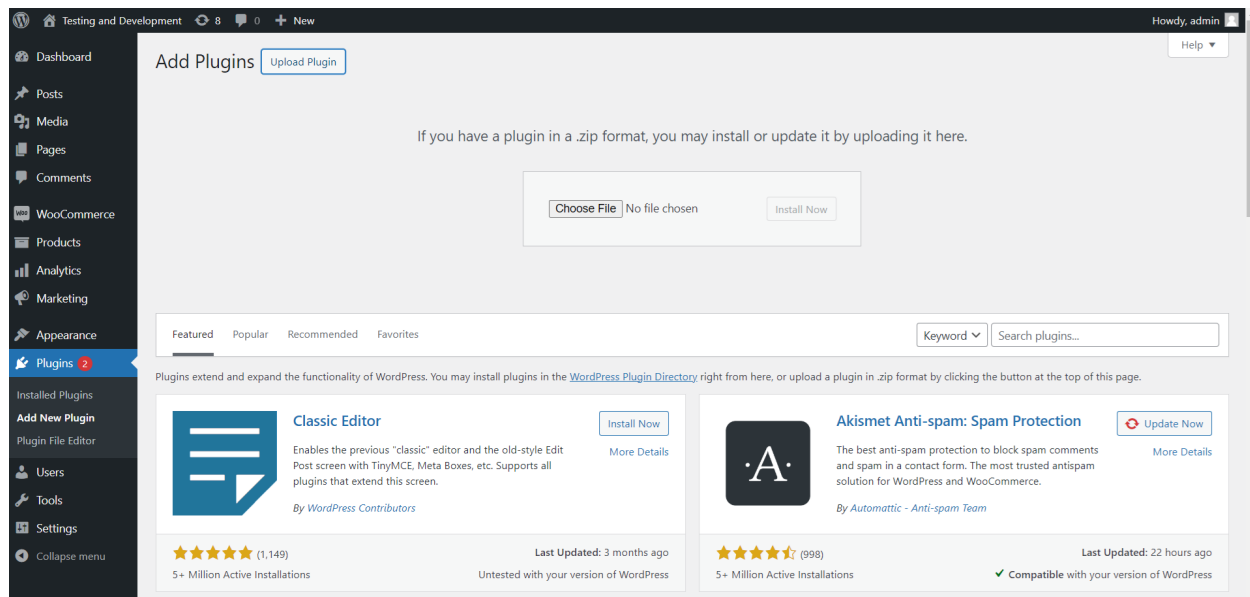 Testing and Development 8 0 New Howdy, admin
Help ▼
Dashboard
Posts
Media
Pages
Comments
WOO WooCommerce
Products
Analytics
Marketing
Appearance
Plugins 2
Installed Plugins
Add New Plugin
Plugin File Editor
Users
Tools
Settings
Collapse menu
Add Plugins Upload Plugin
If you have a plugin in a .zip format, you may install or update it by uploading it here.
Choose File No file chosen Install Now
Featured Popular Recommended Favorites Keyword Search plugins...
Plugins extend and expand the functionality of WordPress. You may install plugins in the WordPress Plugin Directory right from here, or upload a plugin in .zip format by clicking the button at the top of this page.
Classic Editor Install Now
More Details
Enables the previous "classic" editor and the old-style Edit
Post screen with TinyMCE, Meta Boxes, etc. Supports all
plugins that extend this screen.
By WordPress Contributors
(1,149) Last Updated: 3 months ago
5+ Million Active Installations Untested with your version of WordPress
·A·
Akismet Anti-spam: Spam Protection Update Now
More Details
The best anti-spam protection to block spam comments
and spam in a contact form. The most trusted antispam
solution for WordPress and WooCommerce.
By Automattic - Anti-spam Team
(998) Last Updated: 22 hours ago
5+ Million Active Installations ✔ Compatible with your version of WordPress